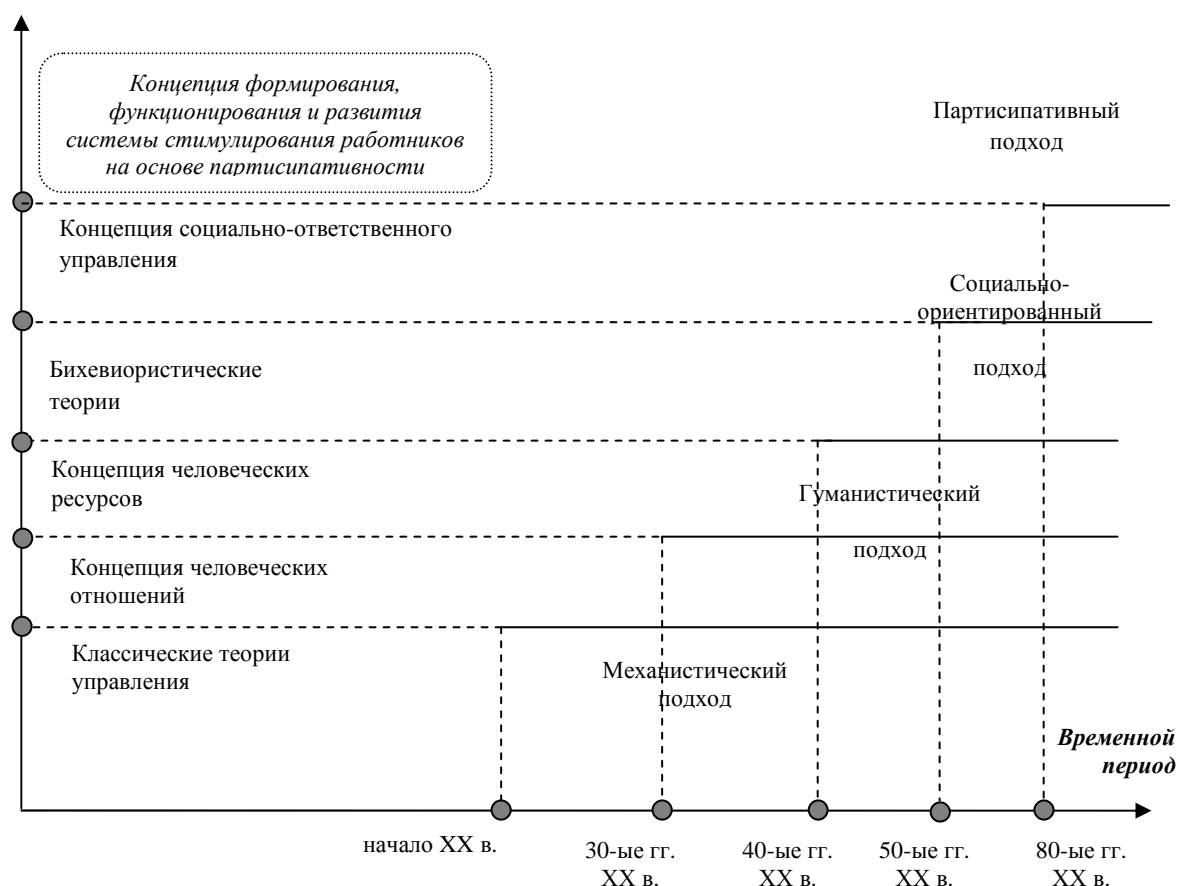 Концепция формирования,
функционирования и развития
системы стимулирования работников
на основе партисипативности
Партисипативный
подход
Концепция социально-ответственного
управления
Социально-
ориентированный
подход
Бихевиористические
теории
Концепция человеческих
ресурсов
Гуманистический
подход
Концепция человеческих
отношений
Классические теории
управления
Механистический
подход
Временной
период
начало XX в.
30-ые гг.
XX в.
40-ые гг.
XX в.
50-ые гг.
XX в.
80-ые гг.
XX в.